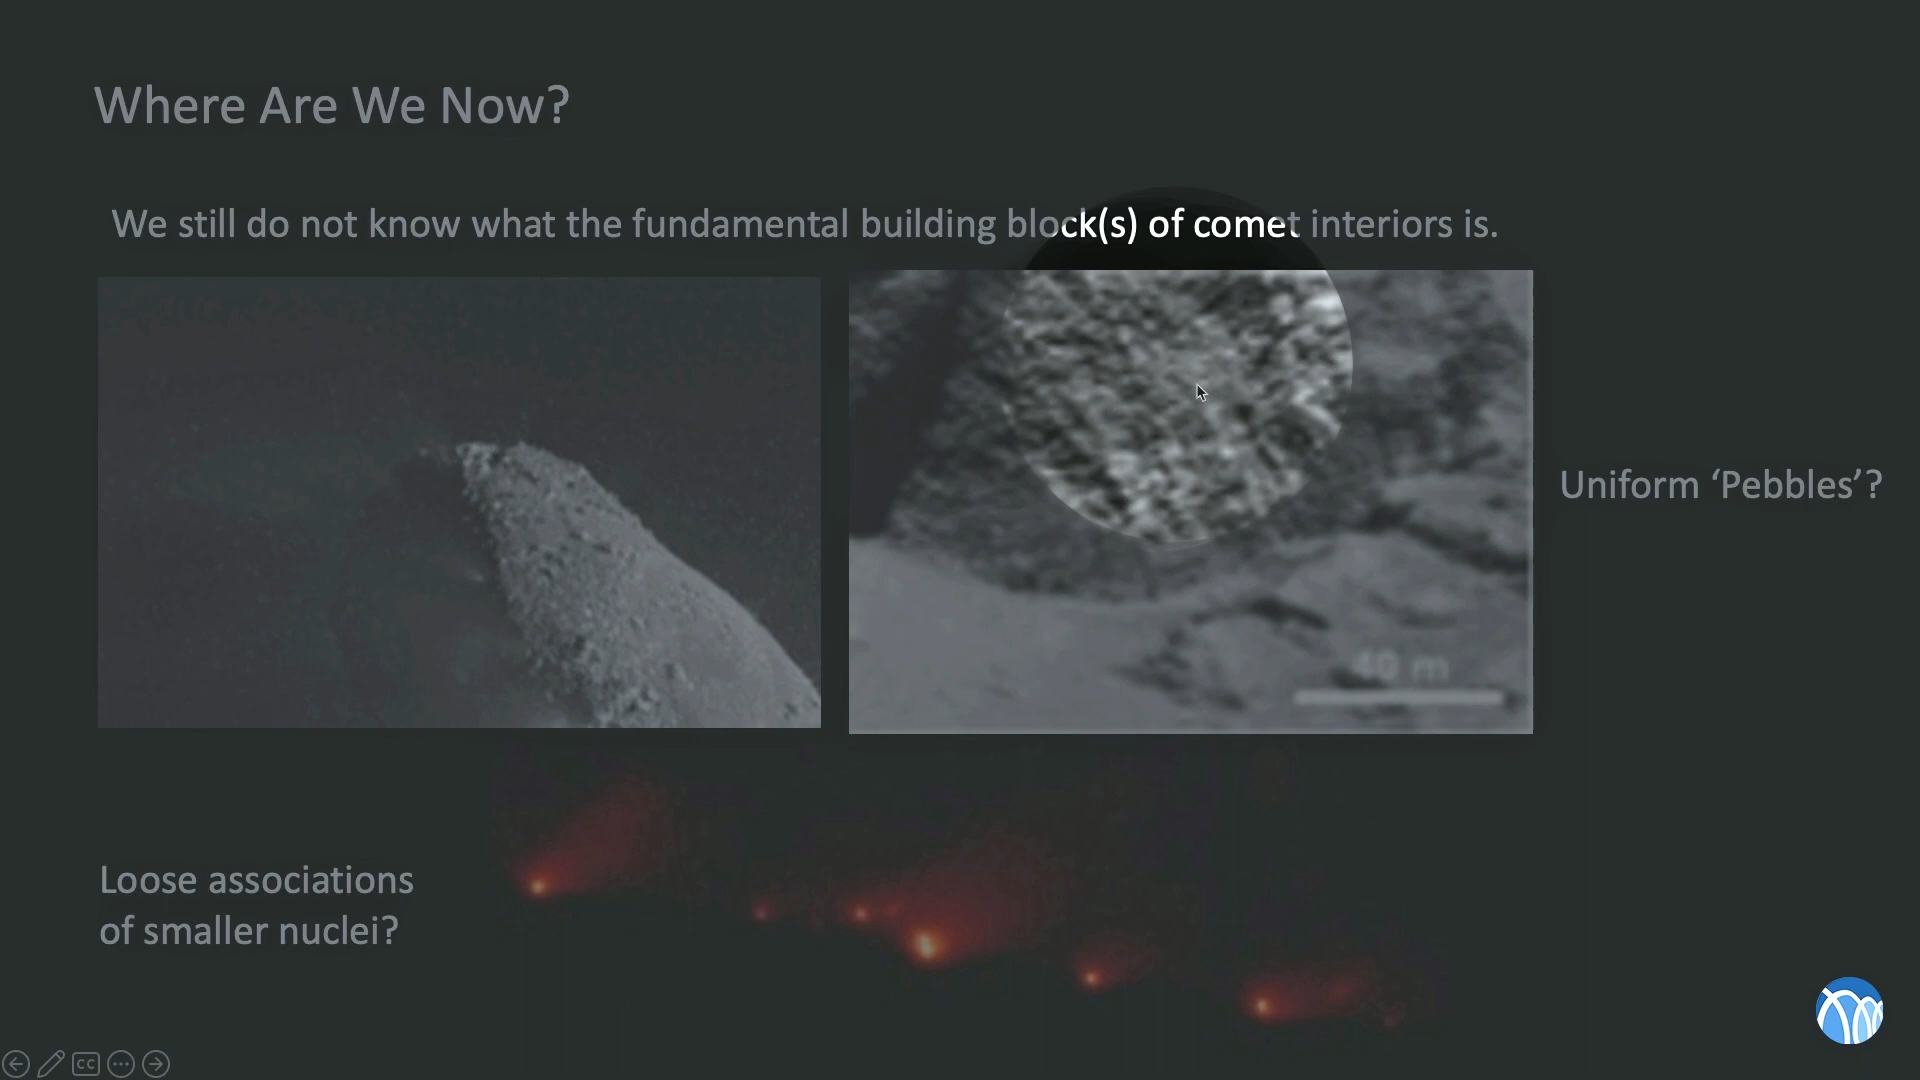 Where Are We Now?
We still do not know what the fundamental building block(s) of comet interiors is.
Uniform ‘Pebbles’?
40 m
Loose associations
of smaller nuclei?
CC